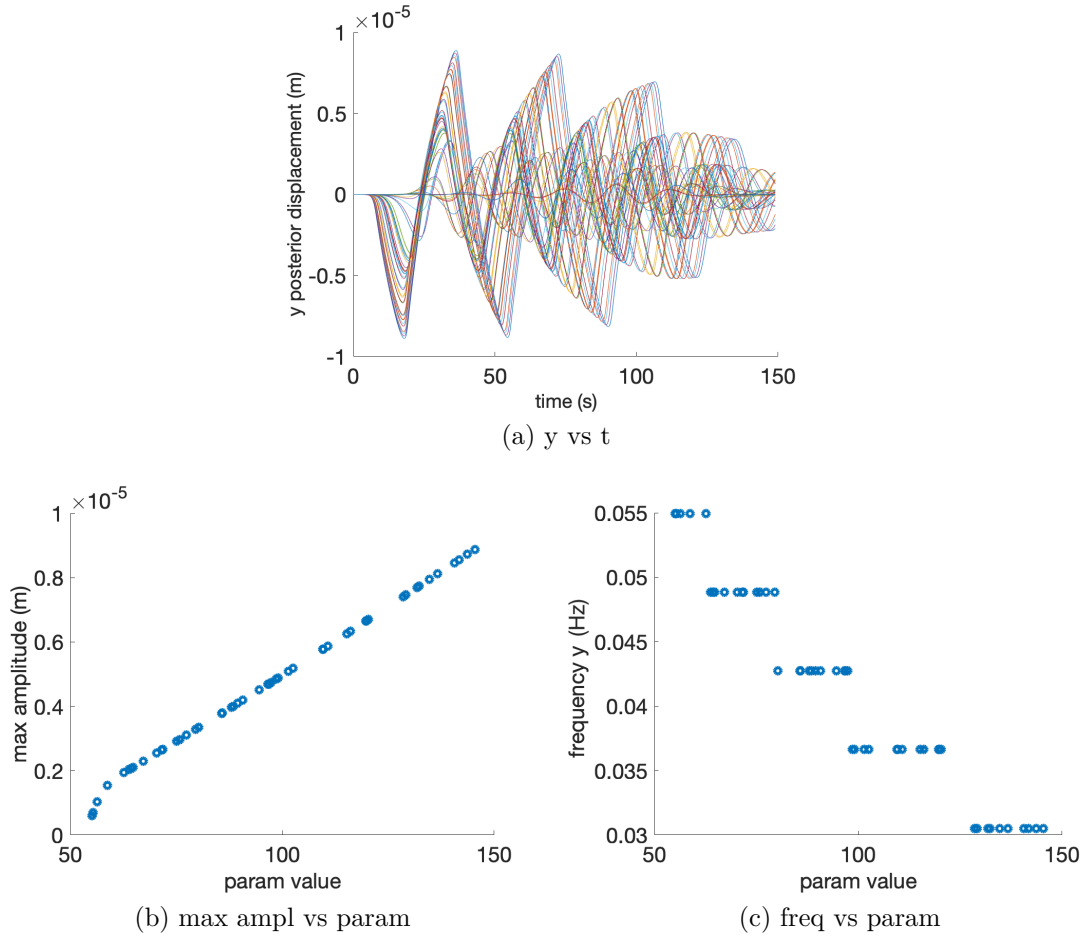 ×10^-5
1
0.5
0
-0.5
-1
y posterior displacement (m)
0 50 100 150
time (s)
(a) y vs t
×10^-5
1
0.8
0.6
0.4
0.2
0
max amplitude (m)
50 100 150
param value
(b) max ampl vs param
0.055
0.05
0.045
0.04
0.035
0.03
frequency y (Hz)
50 100 150
param value
(c) freq vs param